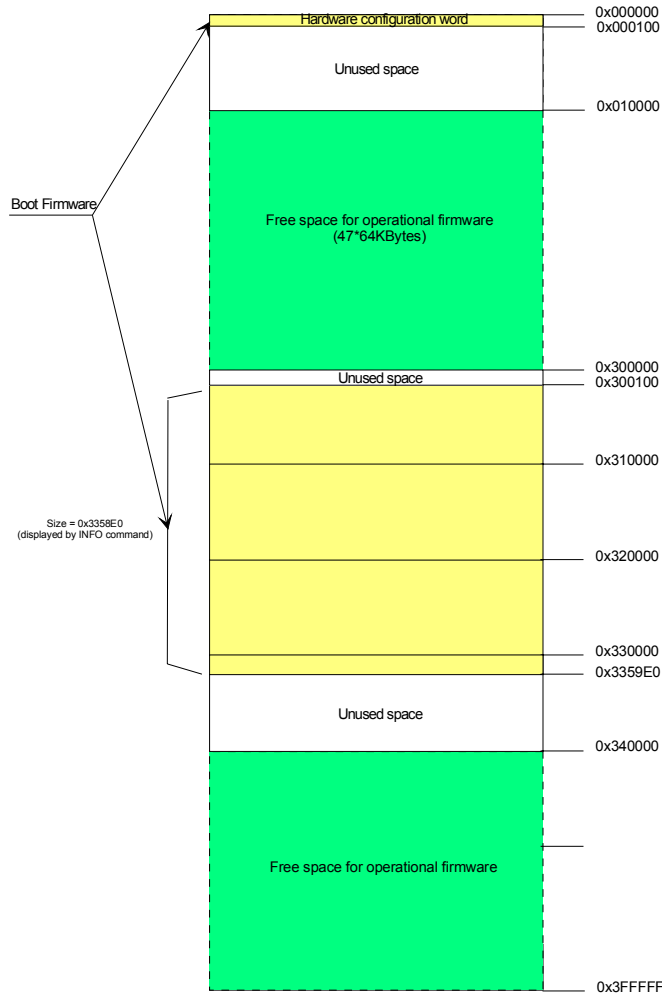 Hardware configuration word
0x000000
0x000100
Unused space
0x010000
Boot Firmware
Free space for operational firmware
(47*64KBytes)
0x300000
Unused space
0x300100
0x310000
Size = 0x3358E0
(displayed by INFO command)
0x320000
0x330000
0x3359E0
Unused space
0x340000
Free space for operational firmware
0x3FFFFF